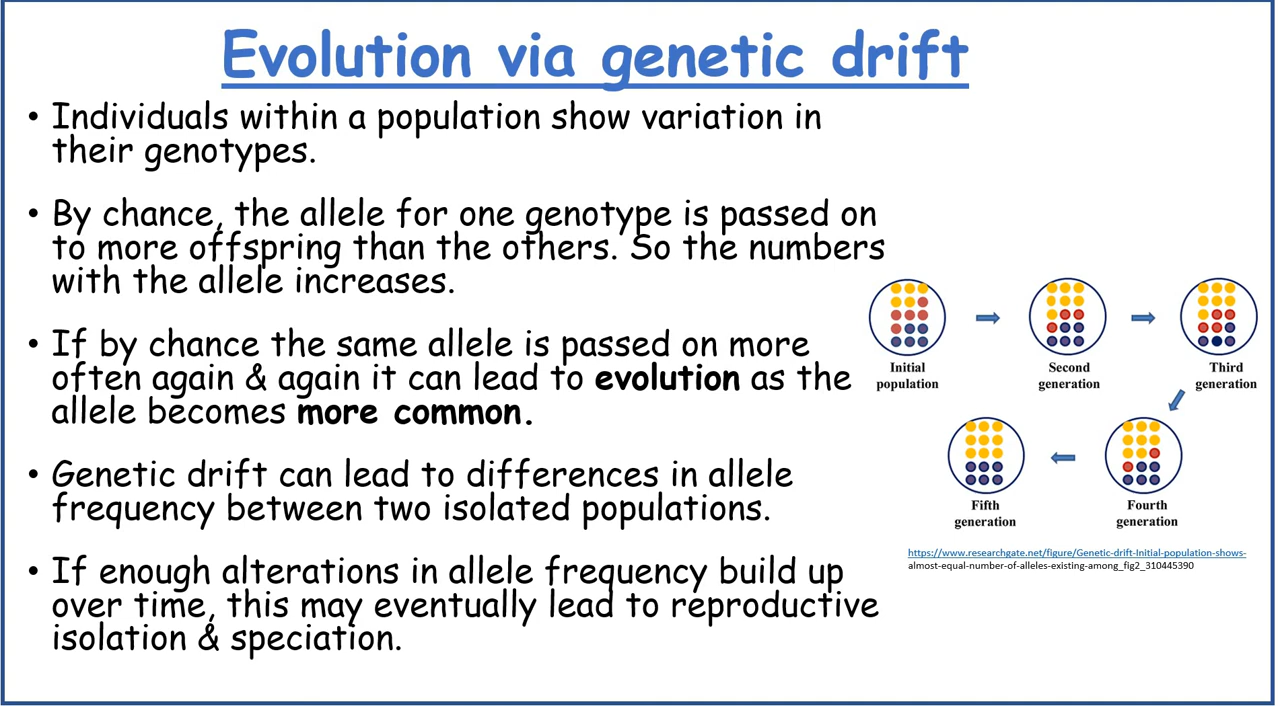 Evolution via genetic drift
• Individuals within a population show variation in
their genotypes.
• By chance, the allele for one genotype is passed on
to more offspring than the others. So the numbers
with the allele increases.
• If by chance the same allele is passed on more
often again & again it can lead to evolution as the
allele becomes more common.
• Genetic drift can lead to differences in allele
frequency between two isolated populations.
• If enough alterations in allele frequency build up
over time, this may eventually lead to reproductive
isolation & speciation.
Initial
population
Second
generation
Third
generation
Fourth
generation
Fifth
generation
https://www.researchgate.net/figure/Genetic-drift-Initial-population-shows-
almost-equal-number-of-alleles-existing-among_fig2_310445390